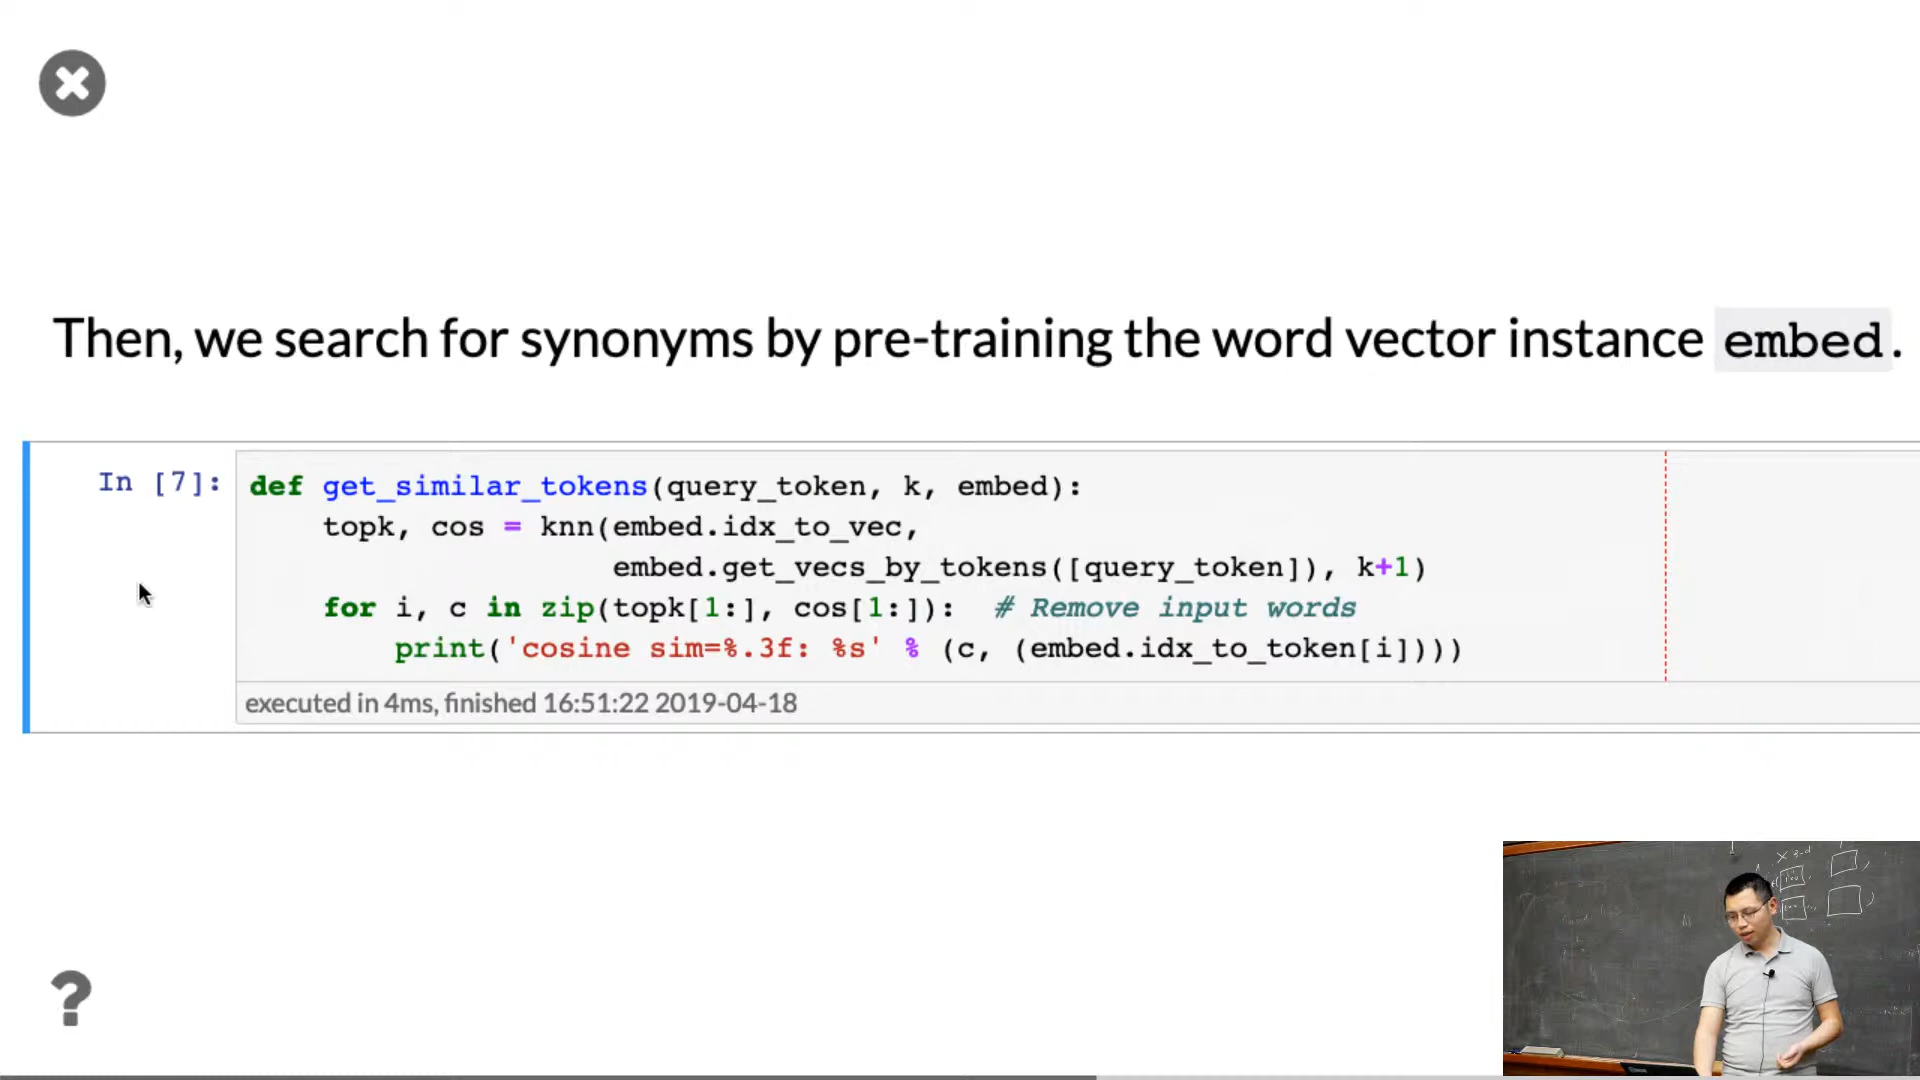 Then, we search for synonyms by pre-training the word vector instance embed.
In [7]: def get_similar_tokens(query_token, k, embed):
topk, cos = knn(embed.idx_to_vec,
embed.get_vecs_by_tokens([query_token]), k+1)
for i, c in zip(topk[1:], cos[1:]):  # Remove input words
print('cosine sim=%.3f: %s' % (c, (embed.idx_to_token[i])))
executed in 4ms, finished 16:51:22 2019-04-18
?